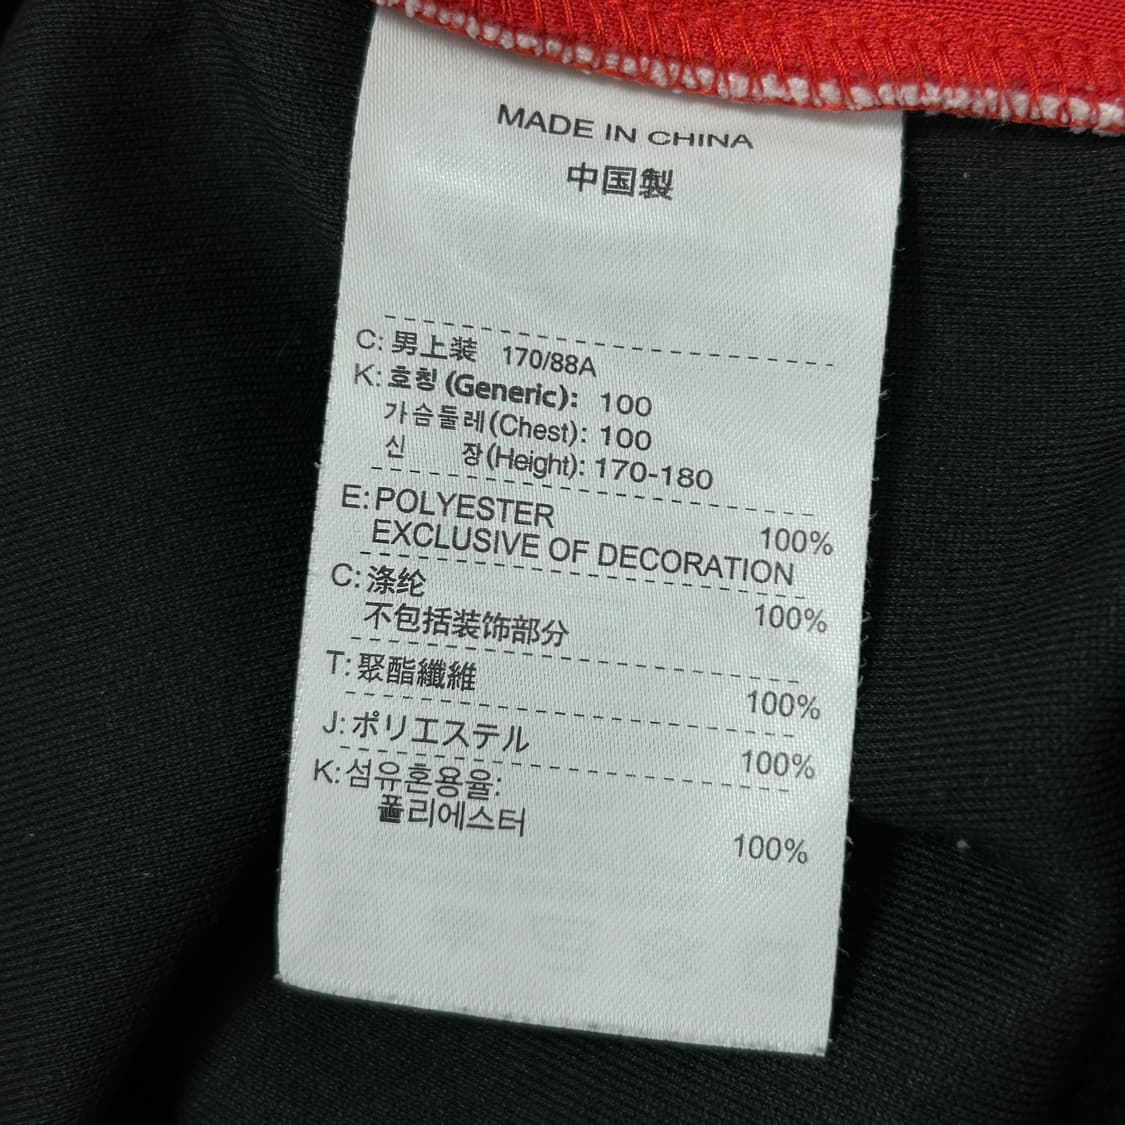 MADE IN CHINA
中国製
C: 男上装 170/88A
K: 호칭 (Generic): 100
가슴둘레(Chest): 100
신 장(Height): 170-180
E: POLYESTER 100%
EXCLUSIVE OF DECORATION
C: 涤纶 100%
不包括装饰部分
T: 聚酯纖維 100%
J: ポリエステル 100%
K: 섬유혼용율:
폴리에스터 100%